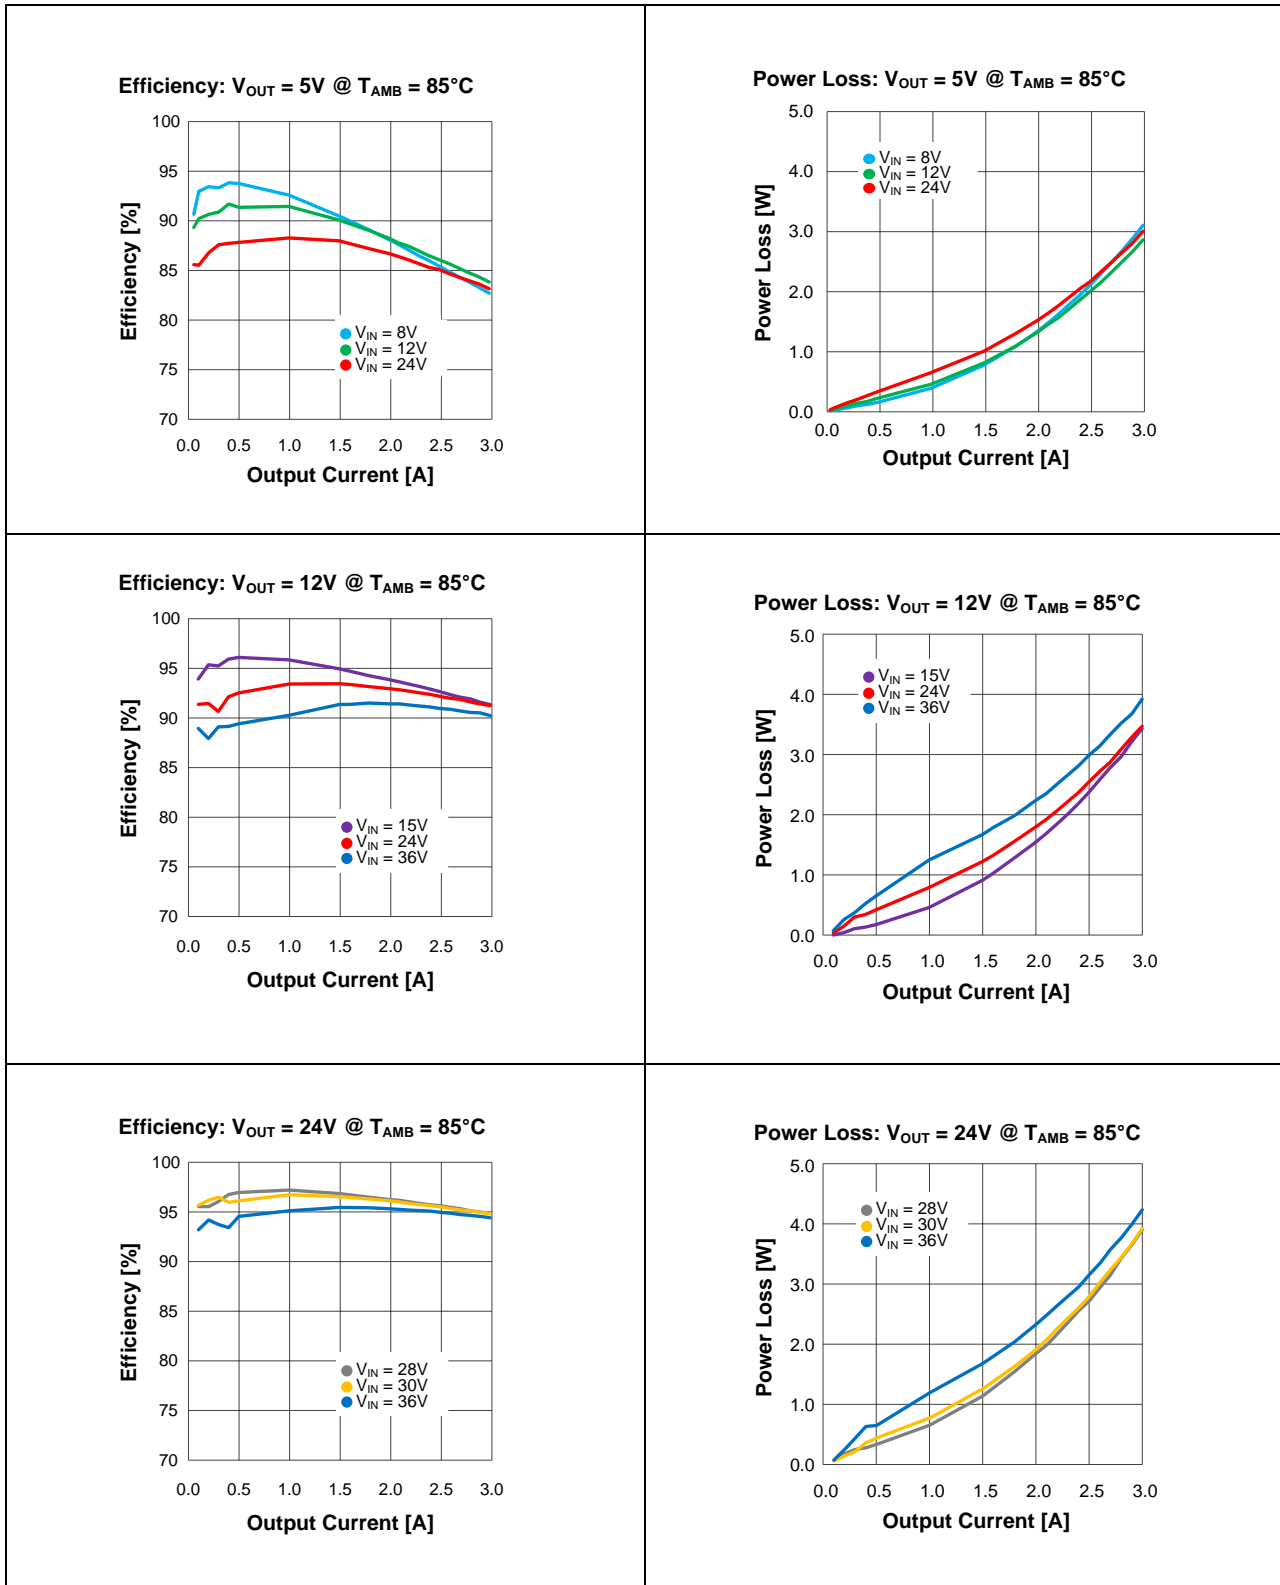 Efficiency: VOUT = 5V @ TAMB = 85°C
100
95
90
85
80
75
70
Efficiency [%]
VIN = 8V
VIN = 12V
VIN = 24V
0.0 0.5 1.0 1.5 2.0 2.5 3.0
Output Current [A]
Power Loss: VOUT = 5V @ TAMB = 85°C
5.0
4.0
3.0
2.0
1.0
0.0
Power Loss [W]
VIN = 8V
VIN = 12V
VIN = 24V
0.0 0.5 1.0 1.5 2.0 2.5 3.0
Output Current [A]
Efficiency: VOUT = 12V @ TAMB = 85°C
100
95
90
85
80
75
70
Efficiency [%]
VIN = 15V
VIN = 24V
VIN = 36V
0.0 0.5 1.0 1.5 2.0 2.5 3.0
Output Current [A]
Power Loss: VOUT = 12V @ TAMB = 85°C
5.0
4.0
3.0
2.0
1.0
0.0
Power Loss [W]
VIN = 15V
VIN = 24V
VIN = 36V
0.0 0.5 1.0 1.5 2.0 2.5 3.0
Output Current [A]
Efficiency: VOUT = 24V @ TAMB = 85°C
100
95
90
85
80
75
70
Efficiency [%]
VIN = 28V
VIN = 30V
VIN = 36V
0.0 0.5 1.0 1.5 2.0 2.5 3.0
Output Current [A]
Power Loss: VOUT = 24V @ TAMB = 85°C
5.0
4.0
3.0
2.0
1.0
0.0
Power Loss [W]
VIN = 28V
VIN = 30V
VIN = 36V
0.0 0.5 1.0 1.5 2.0 2.5 3.0
Output Current [A]